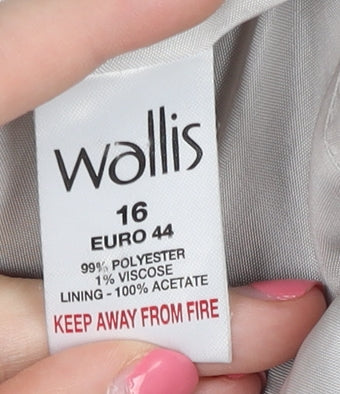 Wallis
16
EURO 44
99% POLYESTER
1% VISCOSE
LINING - 100% ACETATE
KEEP AWAY FROM FIRE